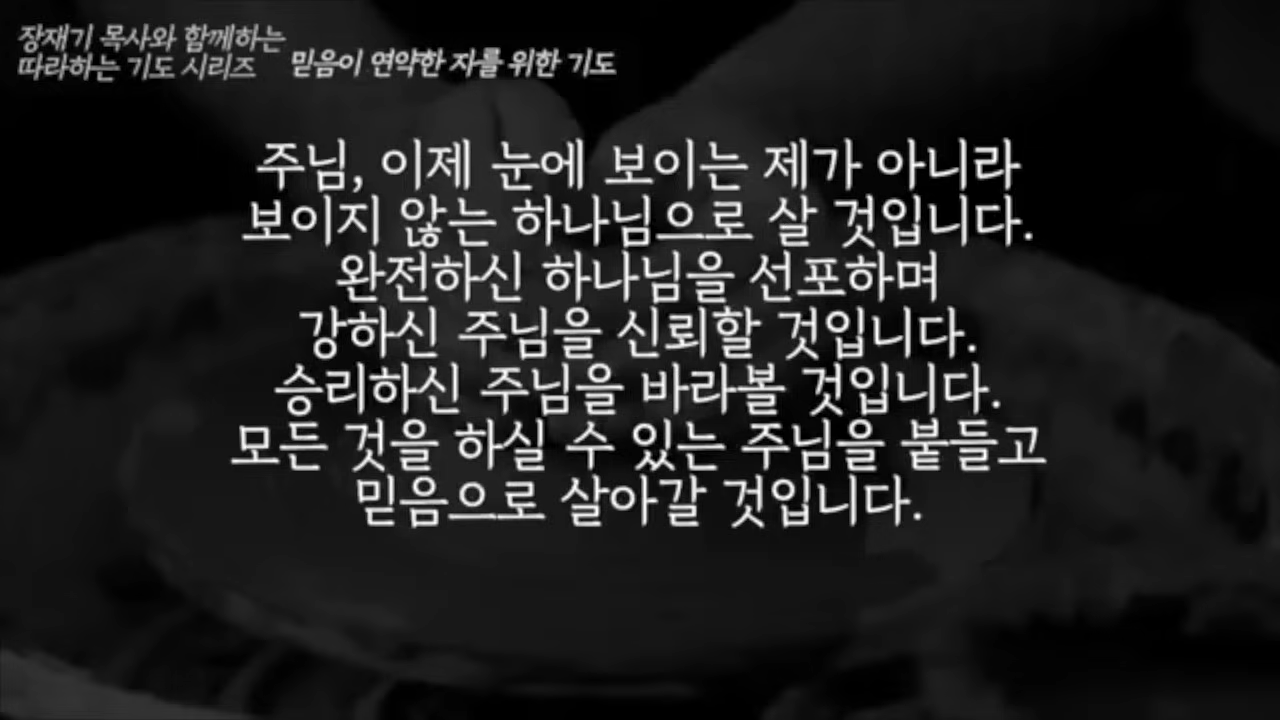 장재기 목사와 함께하는
따라하는 기도 시리즈 믿음이 연약한 자를 위한 기도
주님, 이제 눈에 보이는 제가 아니라
보이지 않는 하나님으로 살 것입니다.
완전하신 하나님을 선포하며
강하신 주님을 신뢰할 것입니다.
승리하신 주님을 바라볼 것입니다.
모든 것을 하실 수 있는 주님을 붙들고
믿음으로 살아갈 것입니다.